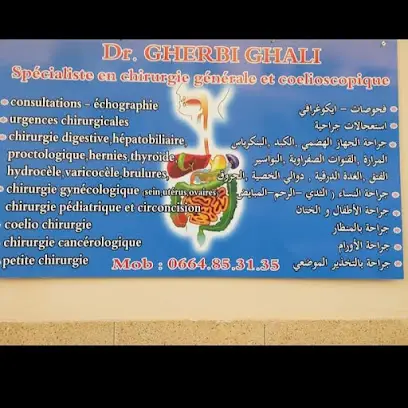 Dr. GHERBI GHALI
Spécialiste en chirurgie générale et coelioscopique
consultations - échographie
urgences chirurgicales
chirurgie digestive,hépatobiliaire,
proctologique,hernies,thyroide,
hydrocèle,varicocèle,brulures,
chirurgie gynécologique (sein,utérus,ovaires)
chirurgie pédiatrique et circoncision
coelio chirurgie
chirurgie cancérologique
petite chirurgie
فحوصات - ايكوغرافي
استعجالات جراحية
جراحة الجهاز الهضمي ,الكبد ,البنكرياس
المرارة , القنوات الصفراوية , البواسير
الفتق , الغدة الدرقية , دوالي الخصية ,الحروق
جراحة النساء ( الثدي -الرحم- المبايض)
جراحة الأطفال و الختان
جراحة بالمنظار
جراحة الأورام
جراحة بالتخدير الموضعي
Mob : 0664.85.31.35